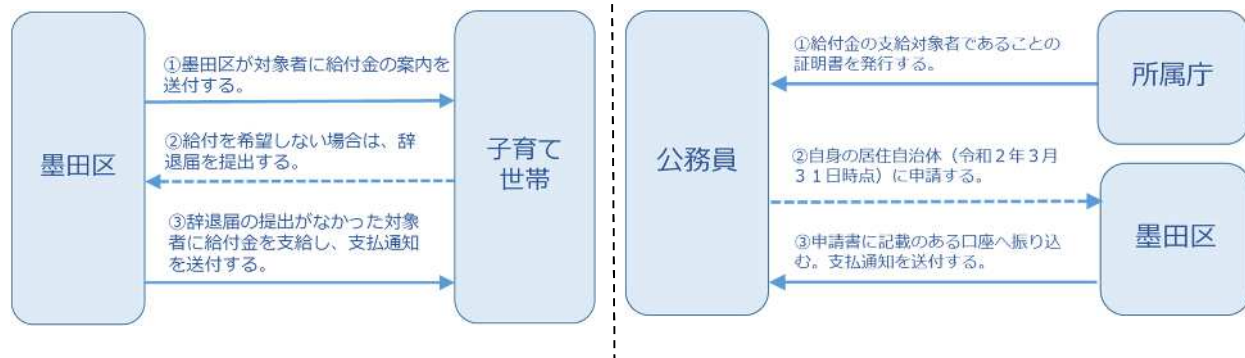 墨田区
①墨田区が対象者に給付金の案内を
送付する。
②給付を希望しない場合は、辞
退届を提出する。
③辞退届の提出がなかった対象
者に給付金を支給し、支払通知
を送付する。
子育て
世帯
公務員
①給付金の支給対象者であることの
証明書を発行する。
②自身の居住自治体（令和２年３月
３１日時点）に申請する。
③申請書に記載のある口座へ振り込
む。支払通知を送付する。
所属庁
墨田区